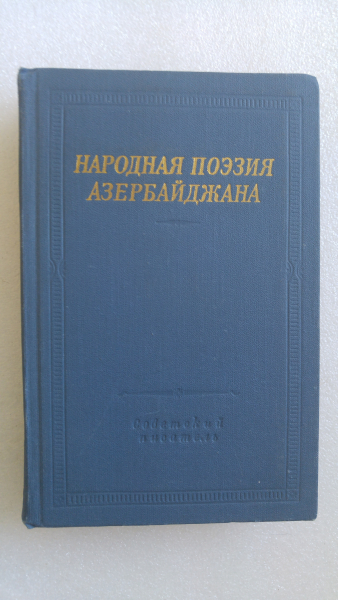 НАРОДНАЯ ПОЭЗИЯ
АЗЕРБАЙДЖАНА
Советский
писатель